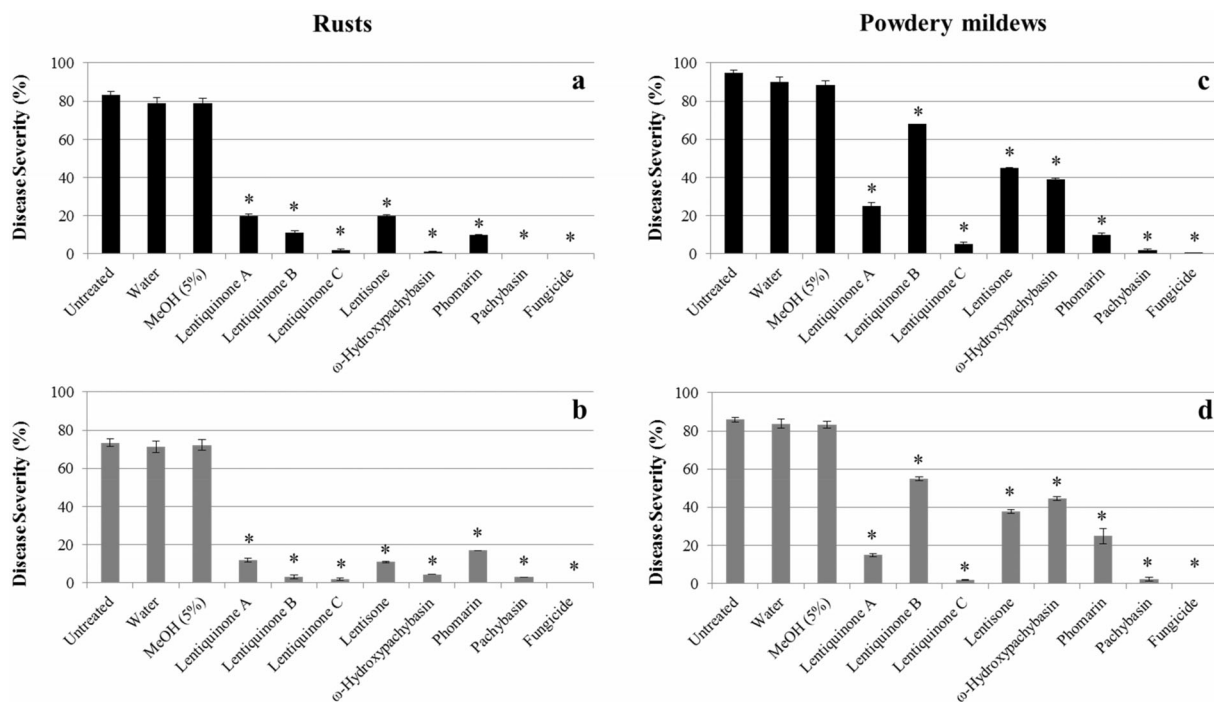 Rusts
Powdery mildews
a
Disease Severity (%)
100
80
60
40
20
0
*
*
*
*
*
*
*
*
Untreated
Water
MeOH (5%)
Lentiquinone A
Lentiquinone B
Lentiquinone C
Lentisone
ω-Hydroxypachybasin
Phomarin
Pachybasin
Fungicide
c
Disease Severity (%)
100
80
60
40
20
0
*
*
*
*
*
*
*
*
Untreated
Water
MeOH (5%)
Lentiquinone A
Lentiquinone B
Lentiquinone C
Lentisone
ω-Hydroxypachybasin
Phomarin
Pachybasin
Fungicide
b
Disease Severity (%)
100
80
60
40
20
0
*
*
*
*
*
*
*
*
Untreated
Water
MeOH (5%)
Lentiquinone A
Lentiquinone B
Lentiquinone C
Lentisone
ω-Hydroxypachybasin
Phomarin
Pachybasin
Fungicide
d
Disease Severity (%)
100
80
60
40
20
0
*
*
*
*
*
*
*
*
Untreated
Water
MeOH (5%)
Lentiquinone A
Lentiquinone B
Lentiquinone C
Lentisone
ω-Hydroxypachybasin
Phomarin
Pachybasin
Fungicide